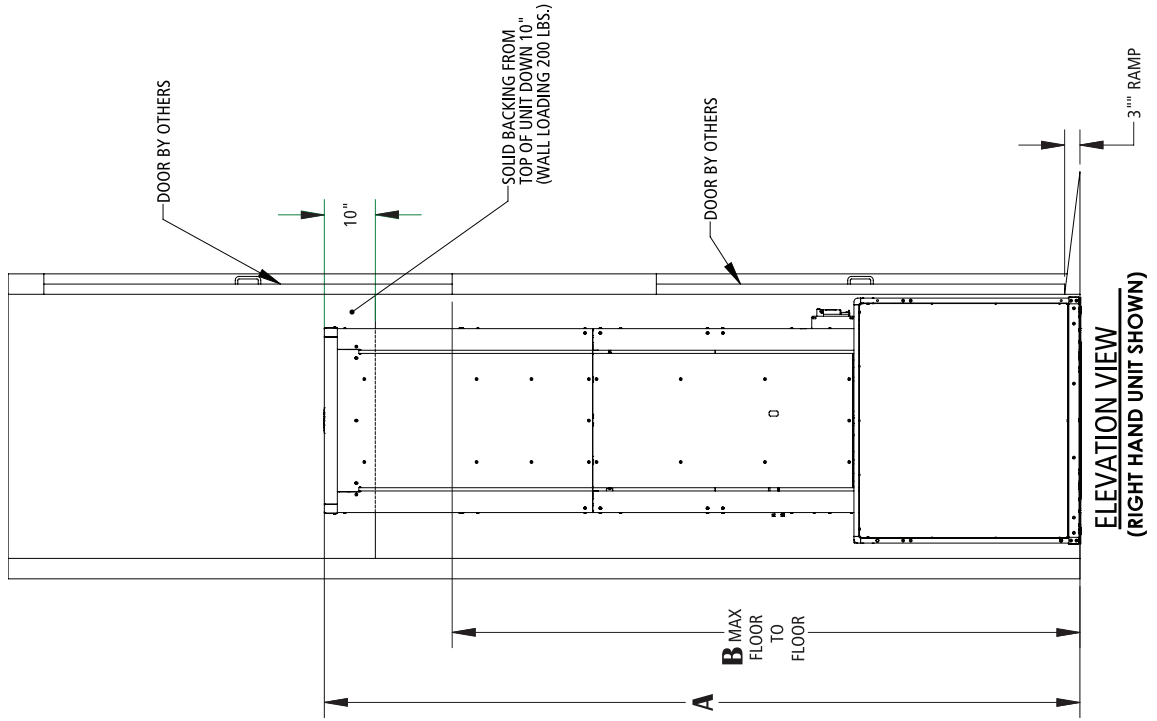 DOOR BY OTHERS
10"
SOLID BACKING FROM
TOP OF UNIT DOWN 10"
(WALL LOADING 200 LBS.)
DOOR BY OTHERS
3"" RAMP
B MAX
FLOOR
TO
FLOOR
A
ELEVATION VIEW
(RIGHT HAND UNIT SHOWN)